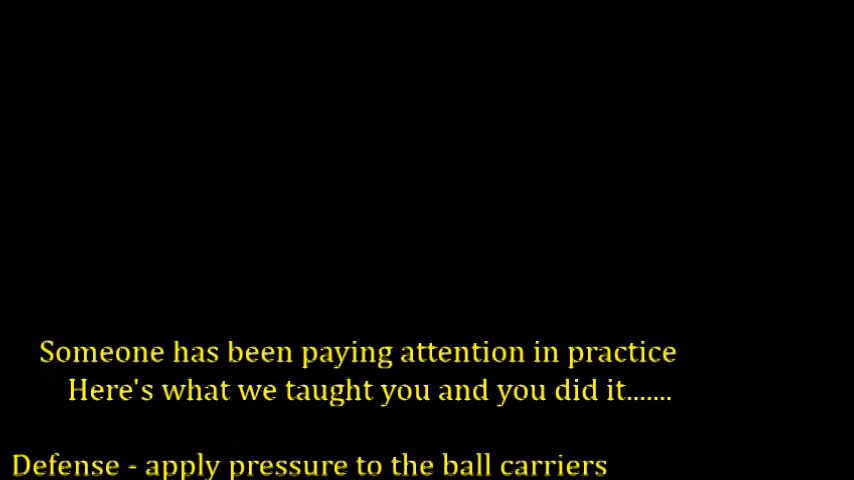 Someone has been paying attention in practice
Here's what we taught you and you did it.......
Defense - apply pressure to the ball carriers